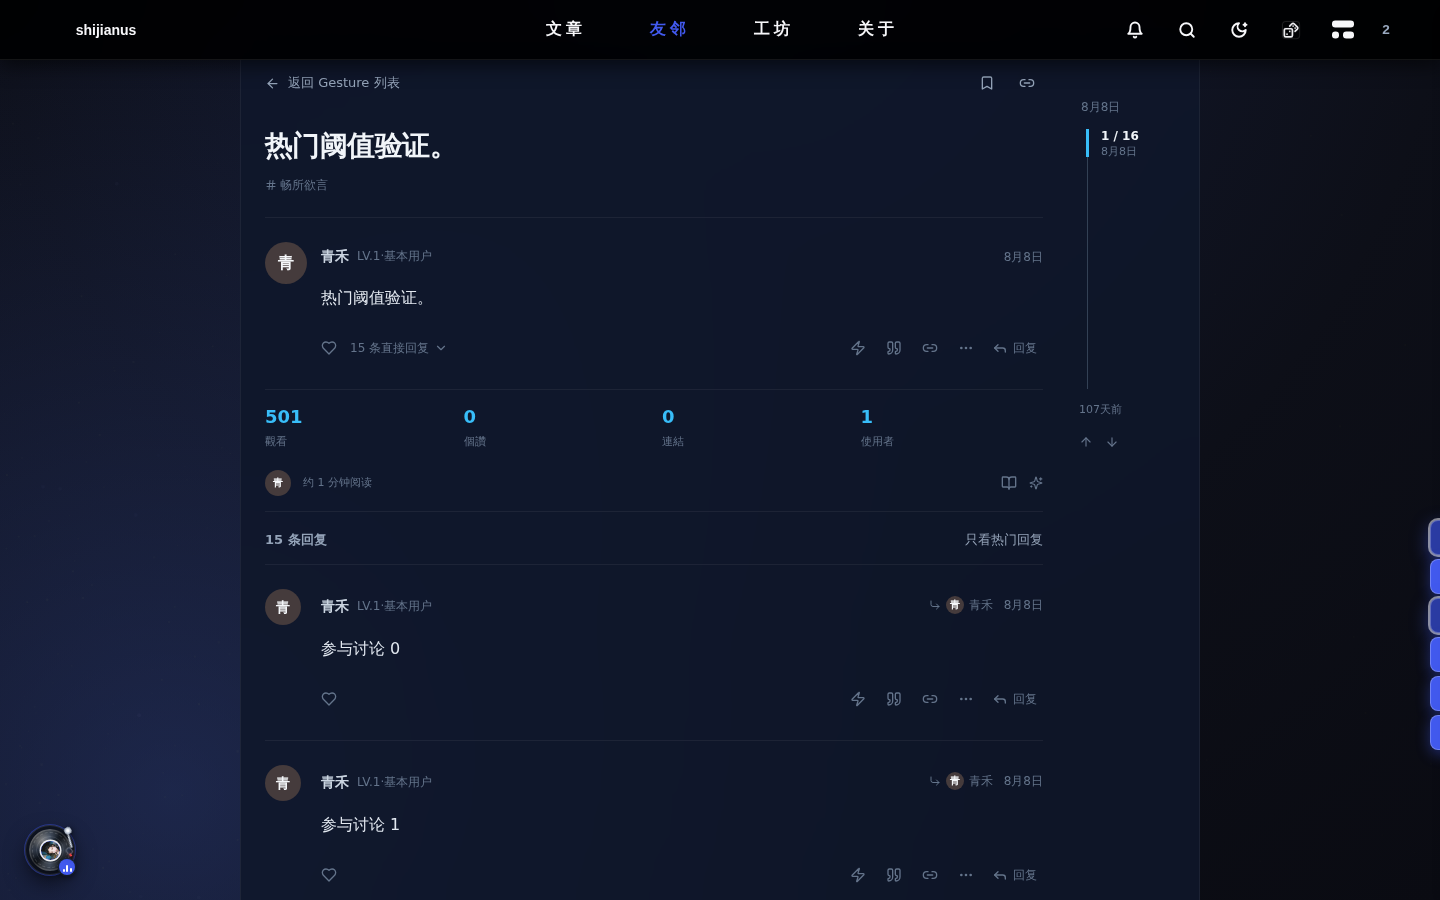 shijianus
文章
友邻
工坊
关于
2
返回 Gesture 列表
8月8日
1 / 16
8月8日
热门阈值验证。
# 畅所欲言
青
青禾 LV.1·基本用户
8月8日
热门阈值验证。
15 条直接回复
回复
501
觀看
0
個讚
0
連結
1
使用者
107天前
青
约 1 分钟阅读
15 条回复
只看热门回复
青
青禾 LV.1·基本用户
青 青禾 8月8日
参与讨论 0
回复
青
青禾 LV.1·基本用户
青 青禾 8月8日
参与讨论 1
回复